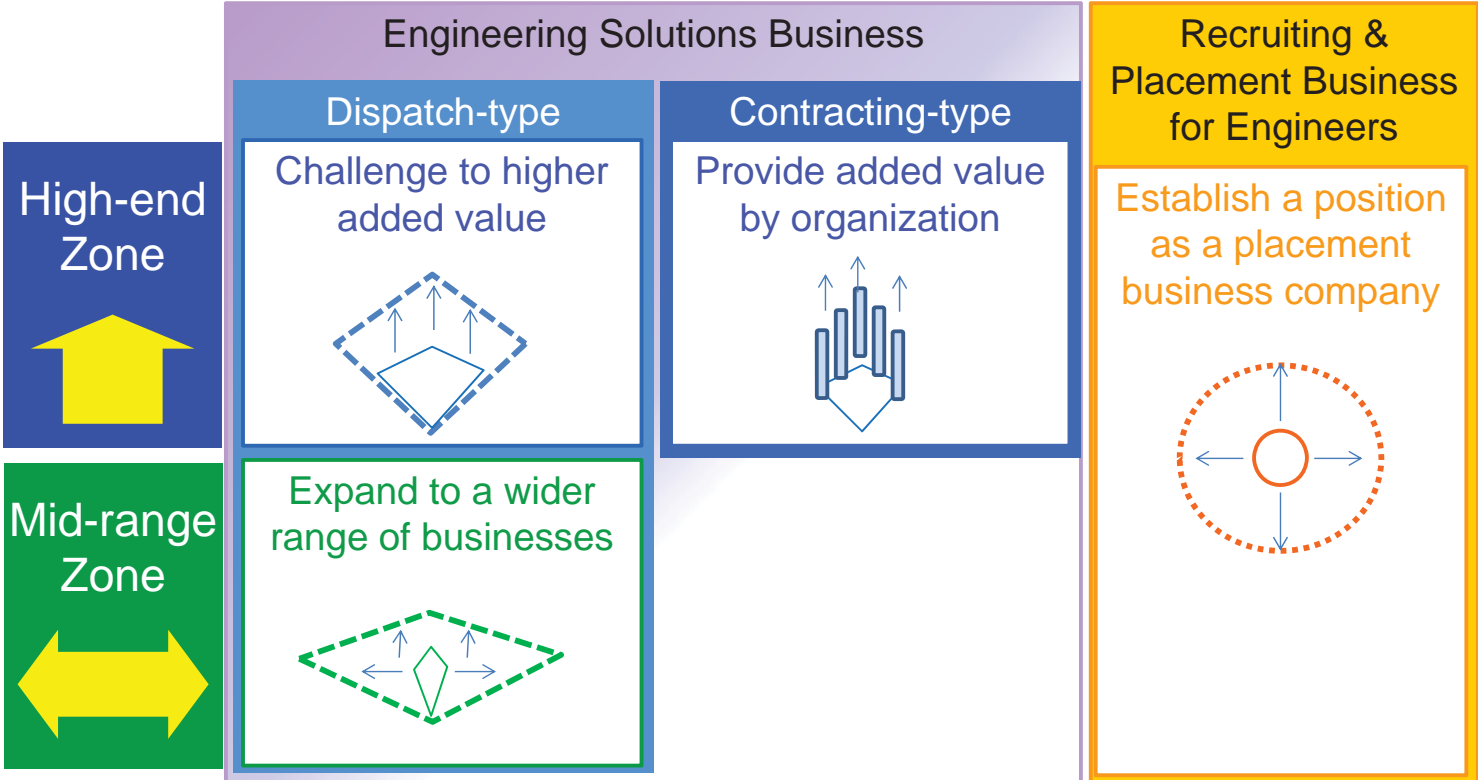 Engineering Solutions Business
Recruiting &
Placement Business
for Engineers
Dispatch-type
Contracting-type
High-end
Zone
Challenge to higher
added value
Provide added value
by organization
Establish a position
as a placement
business company
Mid-range
Zone
Expand to a wider
range of businesses